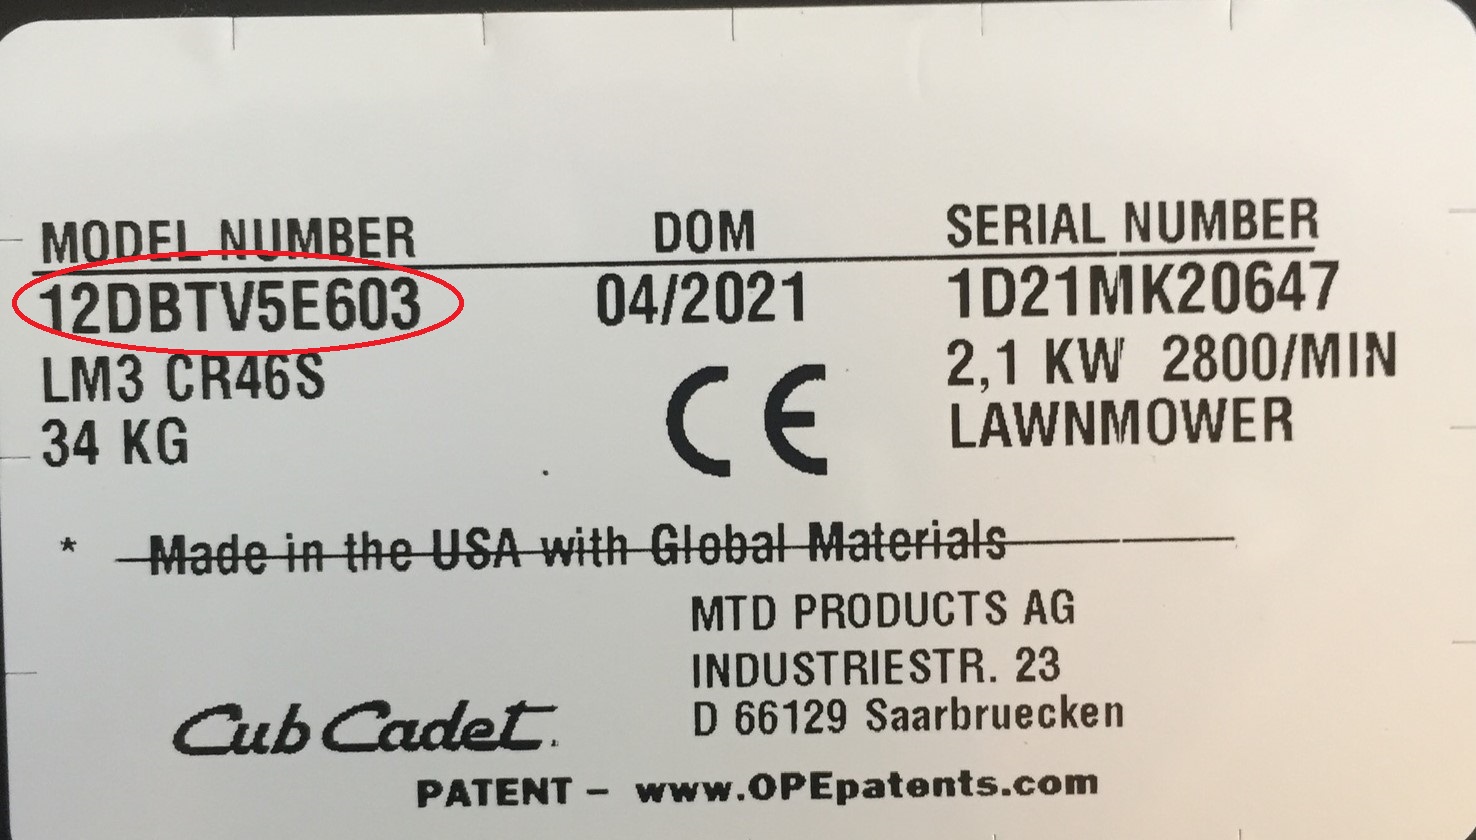 MODEL NUMBER DOM SERIAL NUMBER
12DBTV5E603 04/2021 1D21MK20647
LM3 CR46S CE 2,1 KW 2800/MIN
34 KG LAWNMOWER
* Made in the USA with Global Materials
MTD PRODUCTS AG
INDUSTRIESTR. 23
D 66129 Saarbruecken
Cub Cadet.
PATENT – www.OPEpatents.com